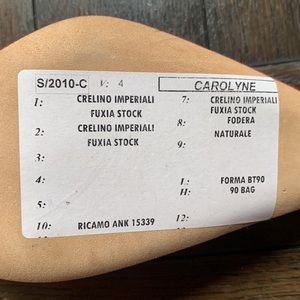 S/2010-C V: 4 CAROLYNE
1: CRELINO IMPERIALI 7: CRELINO IMPERIALI
FUXIA STOCK FUXIA STOCK
2: CRELINO IMPERIALI 8: FODERA
FUXIA STOCK NATURALE
3: 9:
4: L: FORMA BT90
5: H: 90 BAG
10: RICAMO ANK 15339 12: